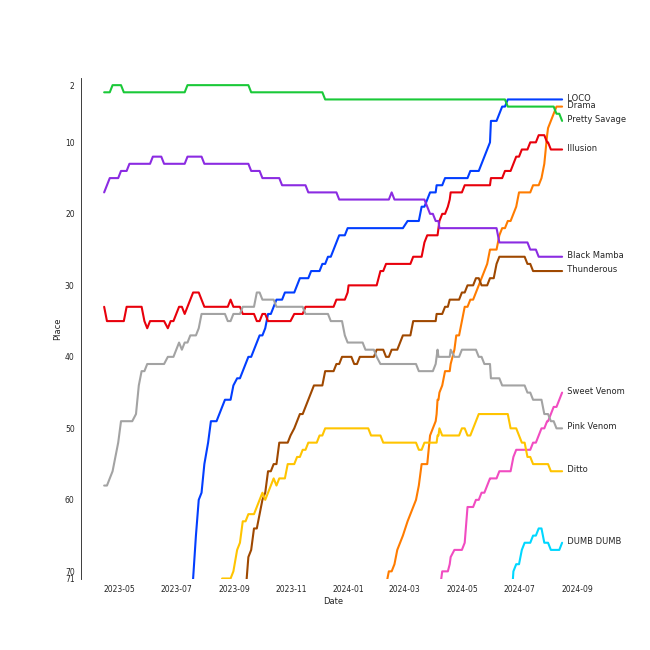 2
10
20
30
40
50
60
70
71
Place
2023-05
2023-07
2023-09
2023-11
2024-01
2024-03
2024-05
2024-07
2024-09
Date
LOCO
Drama
Pretty Savage
Illusion
Black Mamba
Thunderous
Sweet Venom
Pink Venom
Ditto
DUMB DUMB